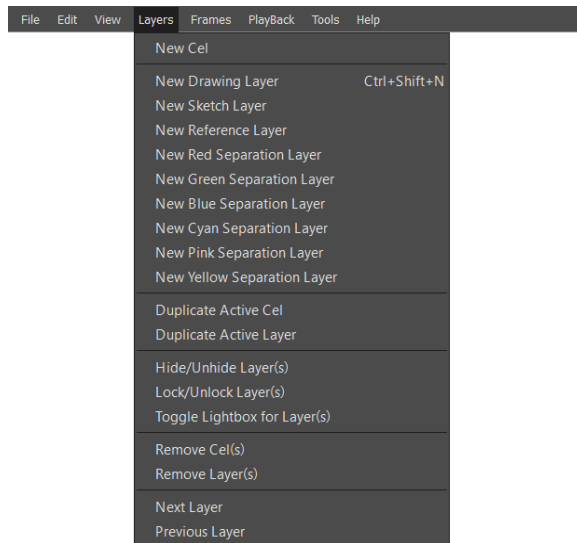 File Edit View Layers Frames PlayBack Tools Help
New Cel
New Drawing Layer Ctrl+Shift+N
New Sketch Layer
New Reference Layer
New Red Separation Layer
New Green Separation Layer
New Blue Separation Layer
New Cyan Separation Layer
New Pink Separation Layer
New Yellow Separation Layer
Duplicate Active Cel
Duplicate Active Layer
Hide/Unhide Layer(s)
Lock/Unlock Layer(s)
Toggle Lightbox for Layer(s)
Remove Cel(s)
Remove Layer(s)
Next Layer
Previous Layer